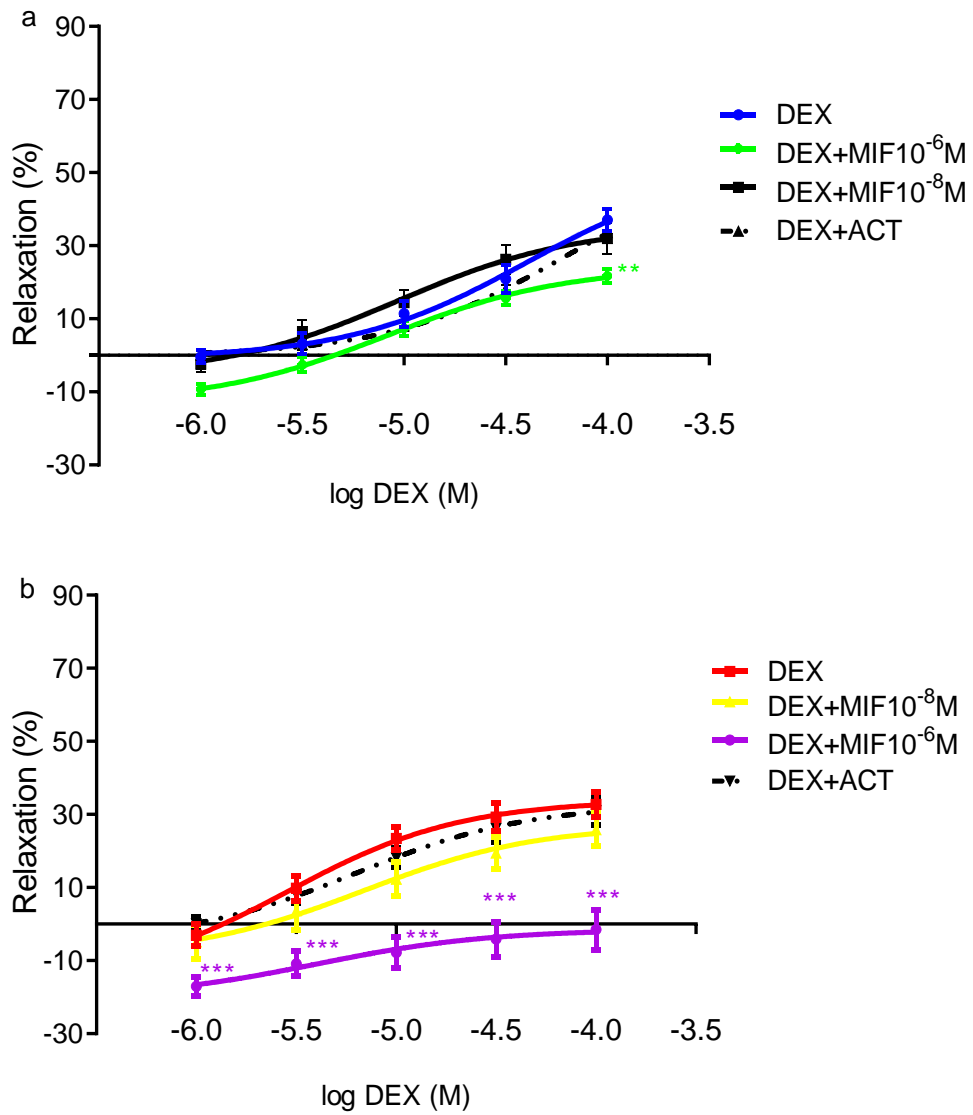 a
90
70
50
30
10
-10
-30
Relaxation (%)
-6.0 -5.5 -5.0 -4.5 -4.0 -3.5
log DEX (M)
DEX
DEX+MIF10⁻⁶M
DEX+MIF10⁻⁸M
DEX+ACT
**
b
90
70
50
30
10
-10
-30
Relaxation (%)
*** *** *** *** ***
-6.0 -5.5 -5.0 -4.5 -4.0 -3.5
log DEX (M)
DEX
DEX+MIF10⁻⁸M
DEX+MIF10⁻⁶M
DEX+ACT